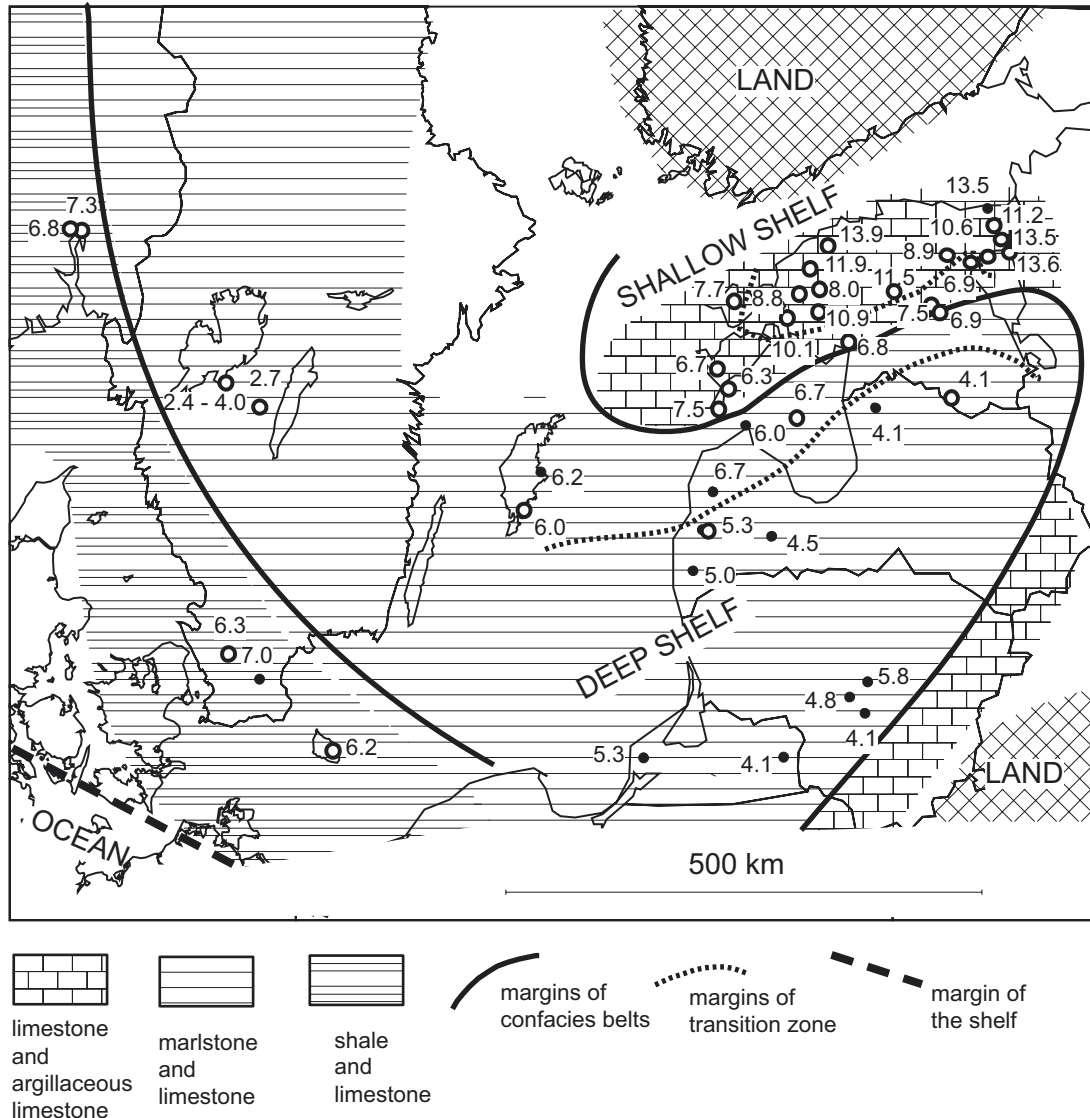 LAND
SHALLOW SHELF
13.5
7.3
6.8
11.2
10.6
13.9
13.5
8.9
11.9
13.6
11.5
6.9
7.7
8.8
8.0
7.5
6.9
10.9
10.1
6.8
6.7
6.3
2.7
6.7
4.1
2.4 - 4.0
7.5
6.0
4.1
6.2
6.7
6.0
5.3
4.5
5.0
DEEP SHELF
6.3
7.0
5.8
4.8
4.1
6.2
5.3
4.1
LAND
OCEAN
500 km
limestone
and
argillaceous
limestone
marlstone
and
limestone
shale
and
limestone
margins of
confacies belts
margins of
transition zone
margin of
the shelf